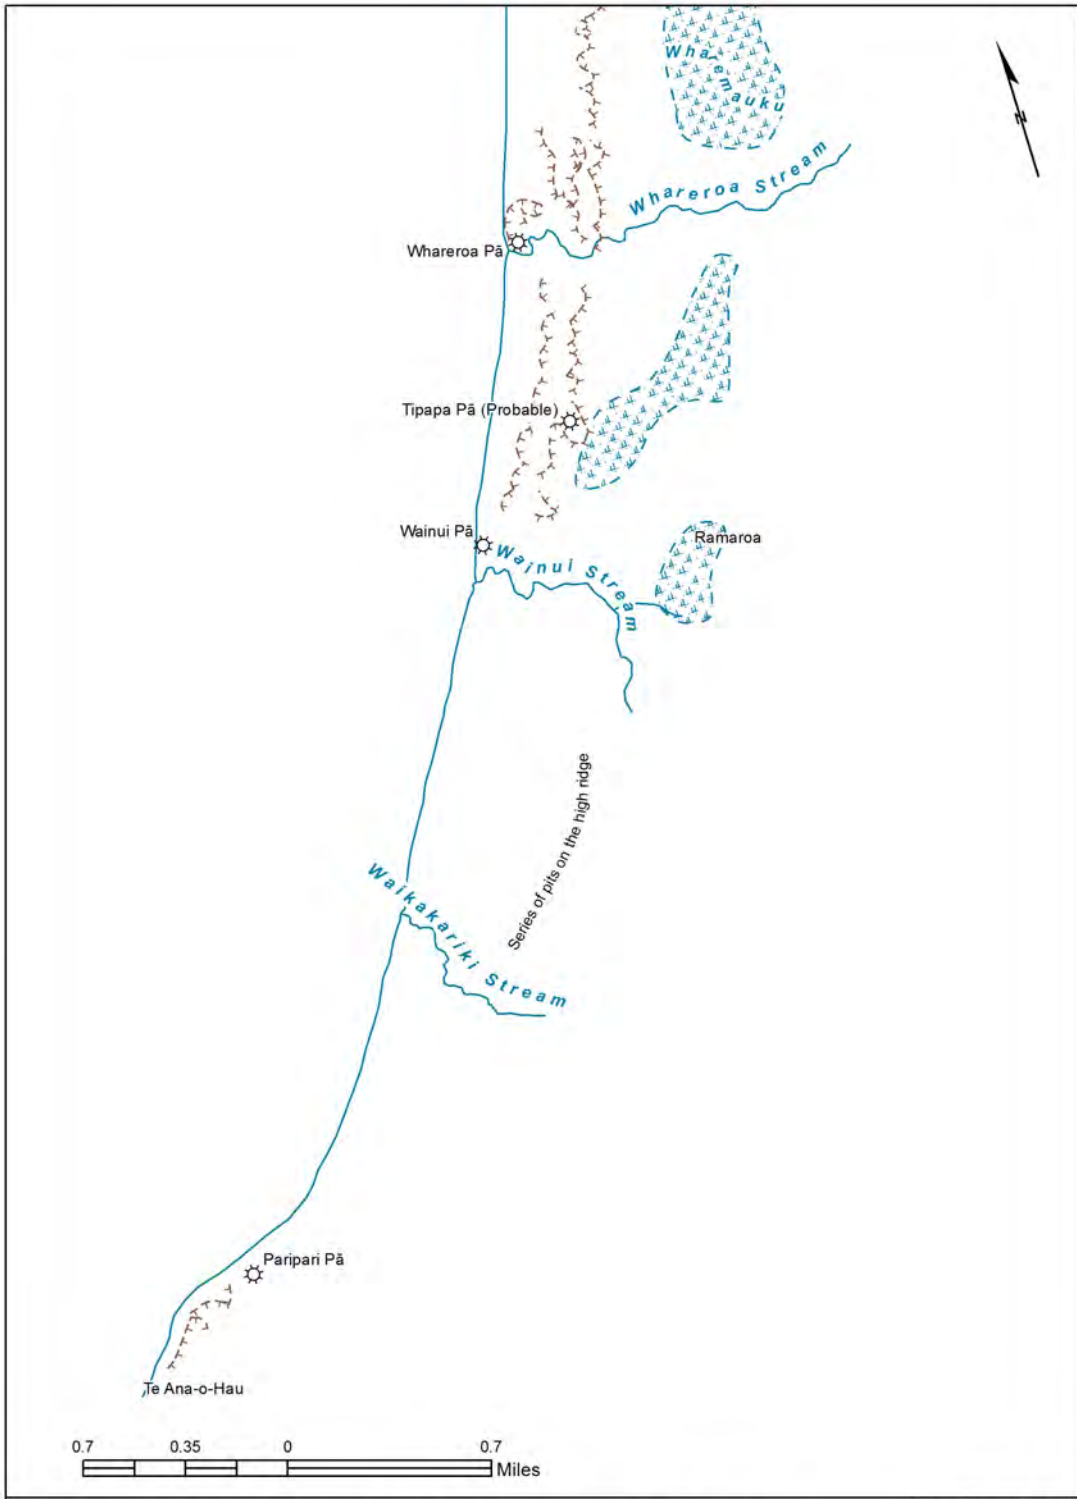 Wharemauku
N
Whareroa Stream
Whareroa Pā
Tipapa Pā (Probable)
Wainui Pā
Wainui Stream
Ramaroa
Series of pits on the high ridge
Waikakariki Stream
Paripari Pā
Te Ana-o-Hau
0.7 0.35 0 0.7
Miles